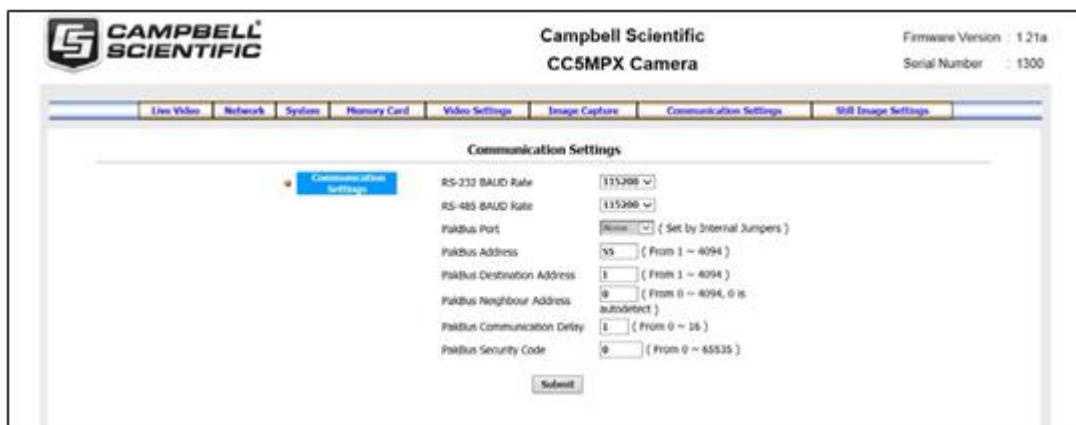 CAMPBELL
SCIENTIFIC
Campbell Scientific
CC5MPX Camera
Firmware Version : 1.21a
Serial Number : 1300
Live Video Network System Memory Card Video Settings Image Capture Communication Settings Still Image Settings
Communication Settings
Communication
Settings
RS-232 BAUD Rate 115200
RS-485 BAUD Rate 115200
PakBus Port None ( Set by Internal Jumpers )
PakBus Address 55 ( From 1 ~ 4094 )
PakBus Destination Address 1 ( From 1 ~ 4094 )
PakBus Neighbour Address 0 ( From 0 ~ 4094, 0 is
autodetect )
PakBus Communication Delay 1 ( From 0 ~ 16 )
PakBus Security Code 0 ( From 0 ~ 65535 )
Submit